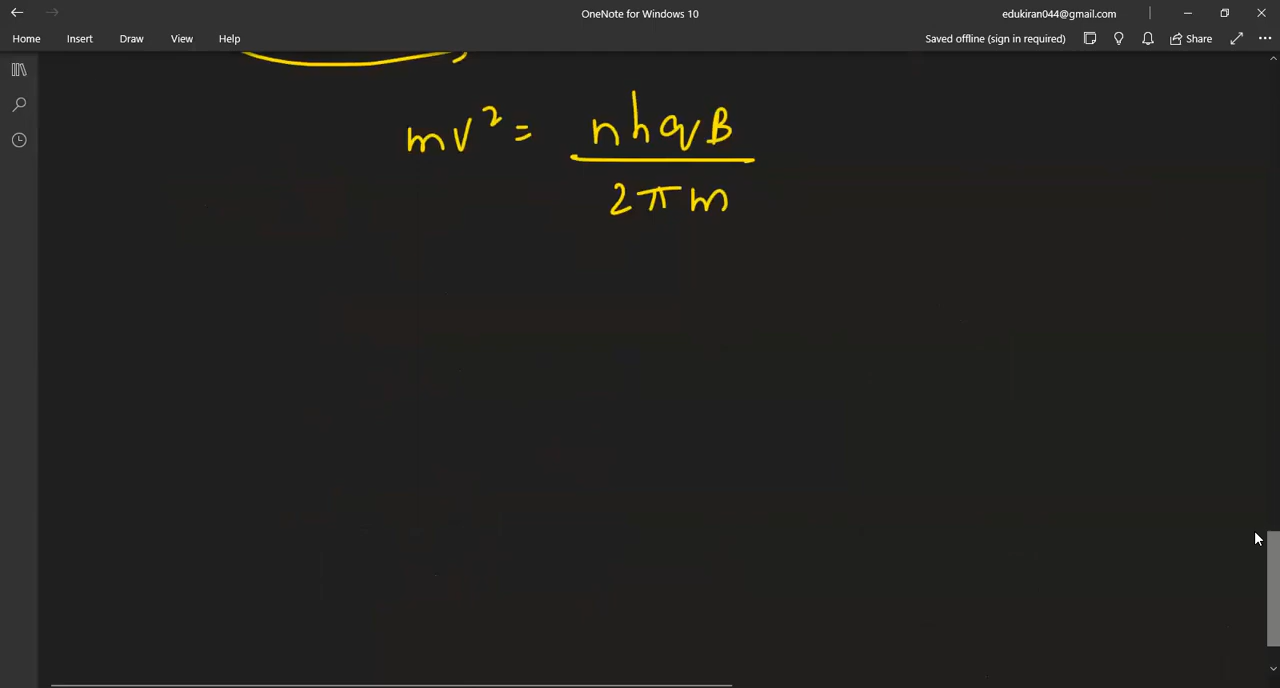 OneNote for Windows 10
edukiran044@gmail.com
Home Insert Draw View Help
Saved offline (sign in required)
Share
mv² = nhqB
2πm